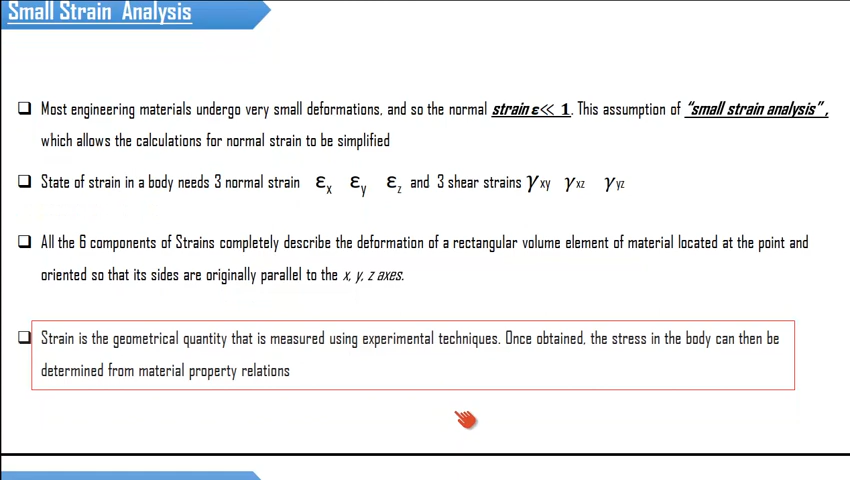 Small Strain Analysis
❑ Most engineering materials undergo very small deformations, and so the normal strain ε≪ 1. This assumption of “small strain analysis”,
which allows the calculations for normal strain to be simplified
❑ State of strain in a body needs 3 normal strain εx εy εz and 3 shear strains γxy γxz γyz
❑ All the 6 components of Strains completely describe the deformation of a rectangular volume element of material located at the point and
oriented so that its sides are originally parallel to the x, y, z axes.
❑ Strain is the geometrical quantity that is measured using experimental techniques. Once obtained, the stress in the body can then be
determined from material property relations